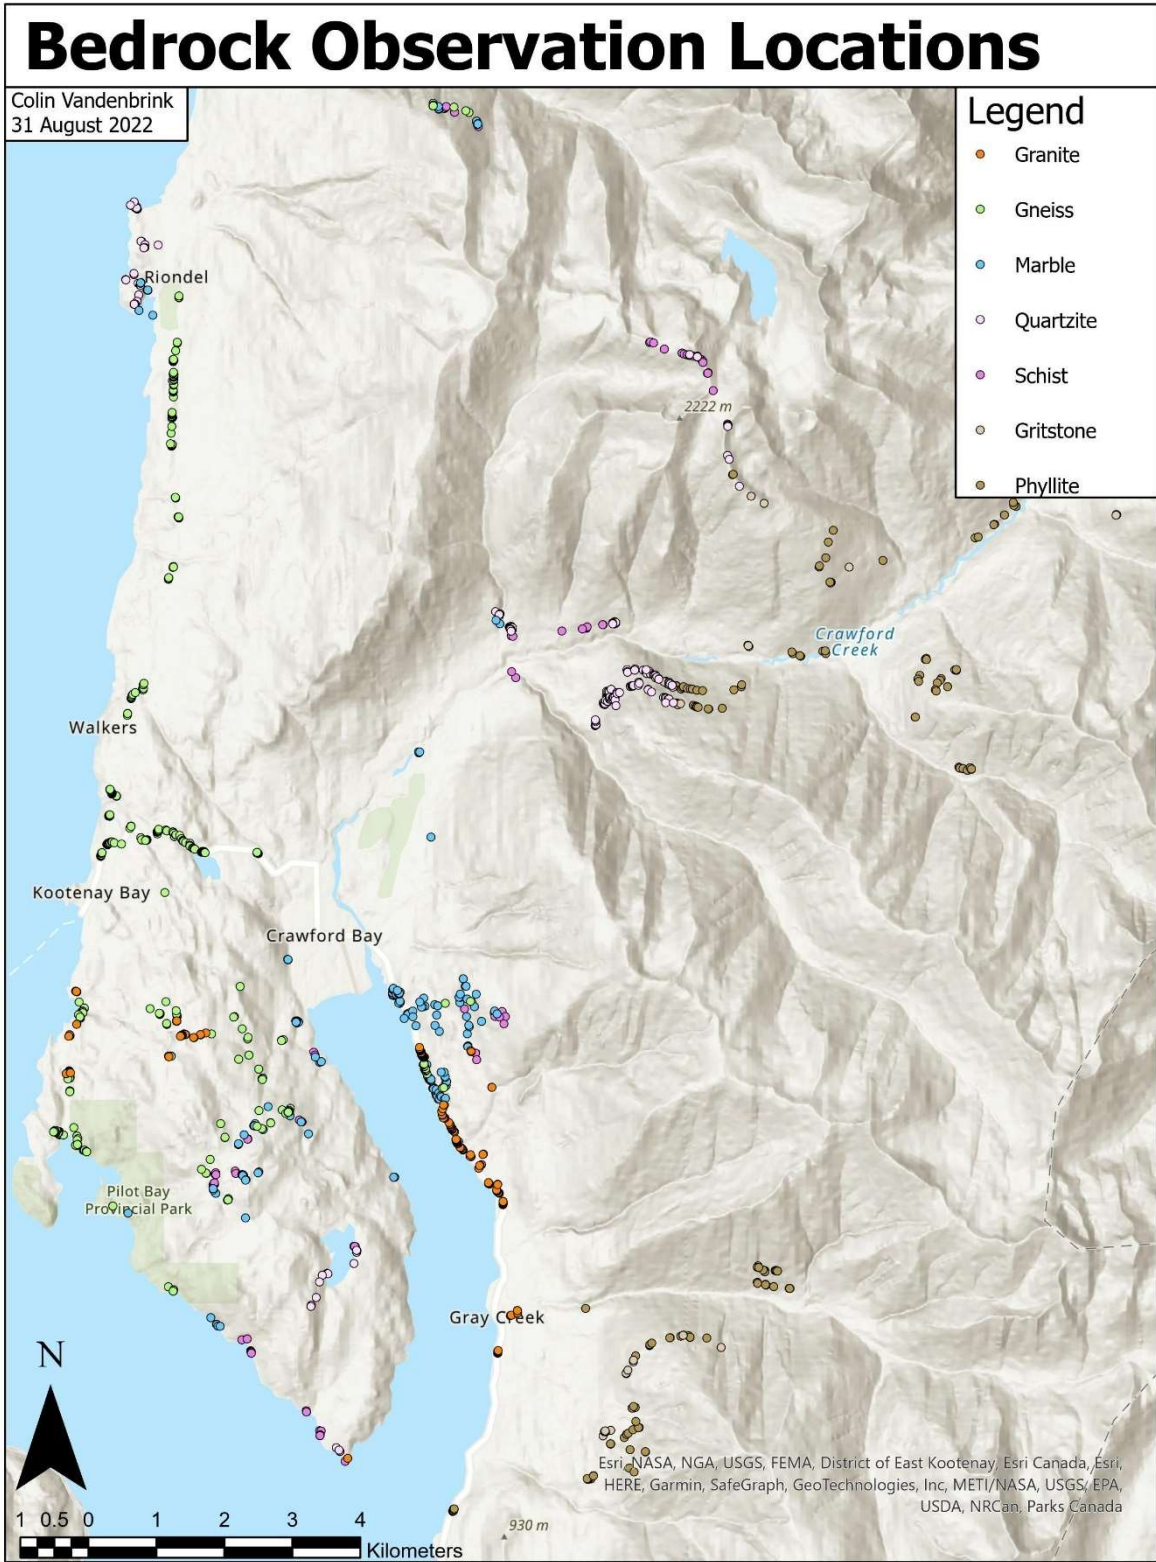 Bedrock Observation Locations
Colin Vandenbrink
31 August 2022
Legend
Granite
Gneiss
Marble
Quartzite
Schist
Gritstone
Phyllite
Riondel
2222 m
Crawford
Creek
Walkers
Kootenay Bay
Crawford Bay
Pilot Bay
Provincial Park
Gray Creek
N
Esri, NASA, NGA, USGS, FEMA, District of East Kootenay, Esri Canada, Esri,
HERE, Garmin, SafeGraph, GeoTechnologies, Inc, METI/NASA, USGS, EPA,
USDA, NRCan, Parks Canada
930 m
1 0.5 0 1 2 3 4
Kilometers